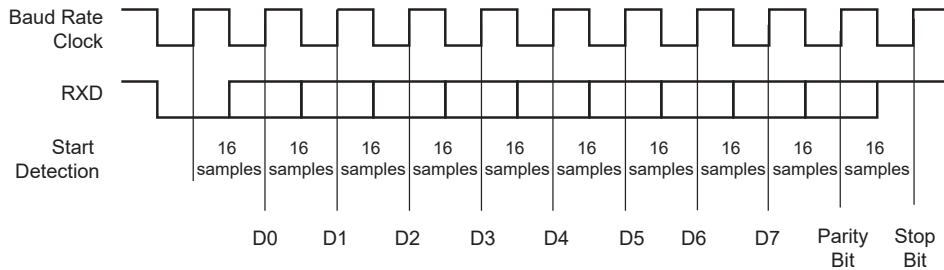 Baud Rate
Clock
RXD
Start
Detection
16 16 16 16 16 16 16 16 16 16
samples samples samples samples samples samples samples samples samples samples
D0 D1 D2 D3 D4 D5 D6 D7 Parity Stop
Bit Bit